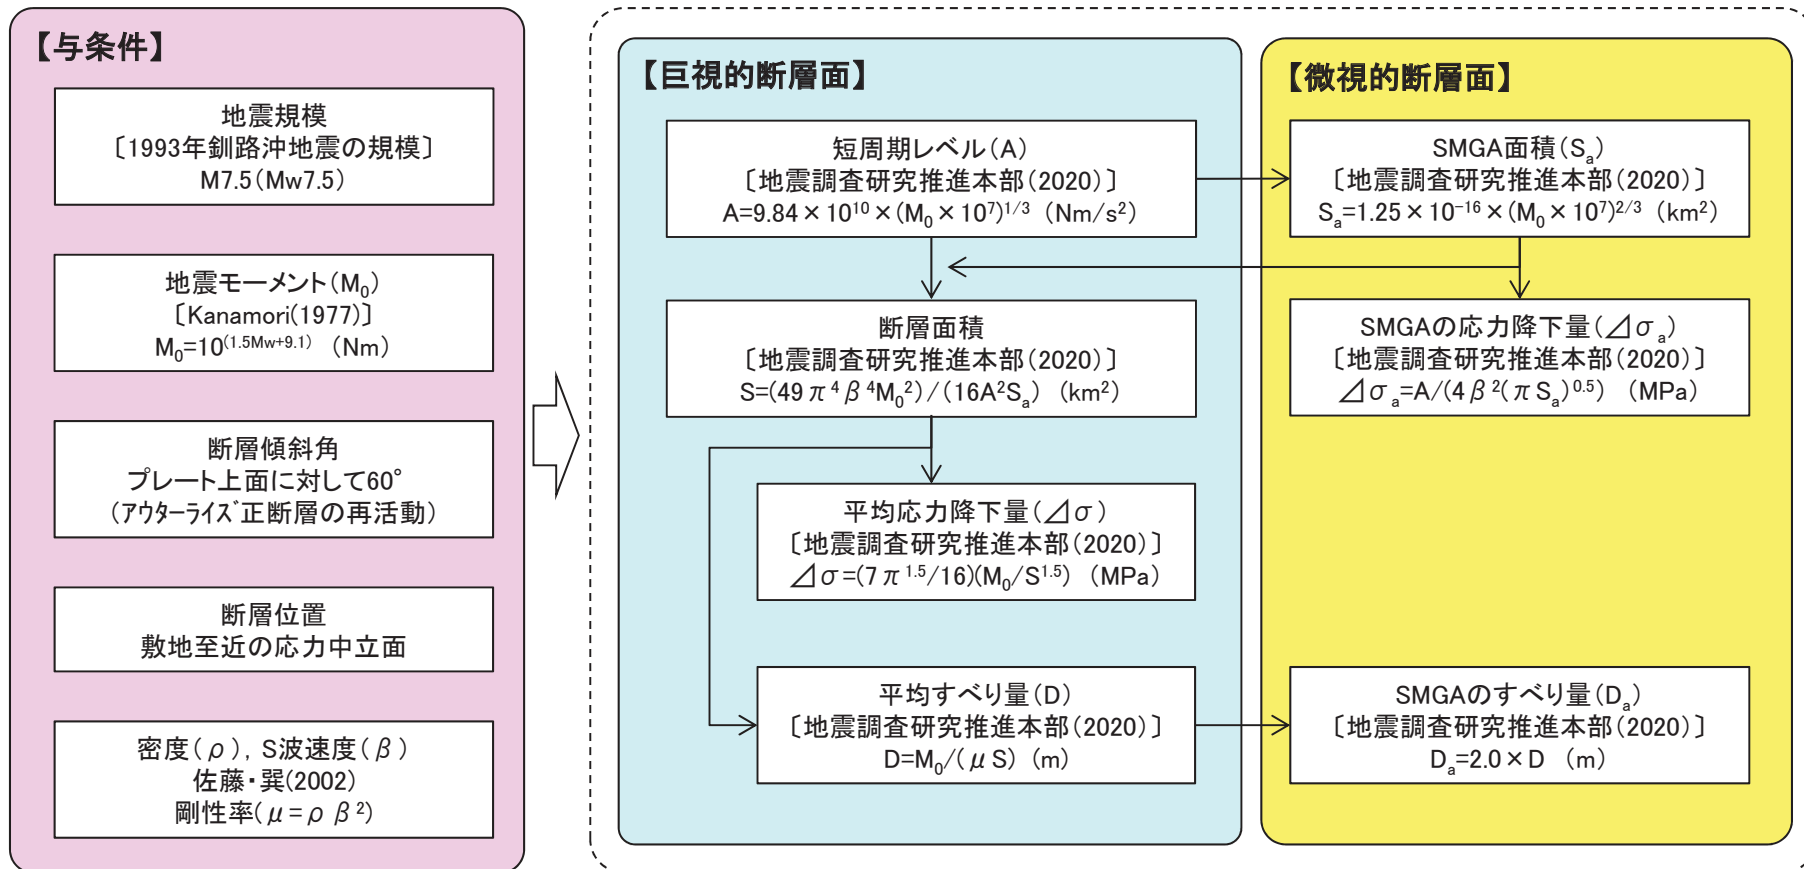 【与条件】
地震規模
〔1993年釧路沖地震の規模〕
M7.5(Mw7.5)
地震モーメント(M₀)
〔Kanamori(1977)〕
M₀=10^(1.5Mw+9.1) (Nm)
断層傾斜角
プレート上面に対して60°
(アウターライズ正断層の再活動)
断層位置
敷地至近の応力中立面
密度(ρ), S波速度(β)
佐藤・巽(2002)
剛性率(μ=ρβ²)
【巨視的断層面】
短周期レベル(A)
〔地震調査研究推進本部(2020)〕
A=9.84×10¹⁰×(M₀×10⁷)^1/3 (Nm/s²)
断層面積
〔地震調査研究推進本部(2020)〕
S=(49π⁴β⁴M₀²)/(16A²Sₐ) (km²)
平均応力降下量(⊿σ)
〔地震調査研究推進本部(2020)〕
⊿σ=(7π^1.5/16)(M₀/S^1.5) (MPa)
平均すべり量(D)
〔地震調査研究推進本部(2020)〕
D=M₀/(μS) (m)
【微視的断層面】
SMGA面積(Sₐ)
〔地震調査研究推進本部(2020)〕
Sₐ=1.25×10⁻¹⁶×(M₀×10⁷)^2/3 (km²)
SMGAの応力降下量(⊿σₐ)
〔地震調査研究推進本部(2020)〕
⊿σₐ=A/(4β²(πSₐ)^0.5) (MPa)
SMGAのすべり量(Dₐ)
〔地震調査研究推進本部(2020)〕
Dₐ=2.0×D (m)